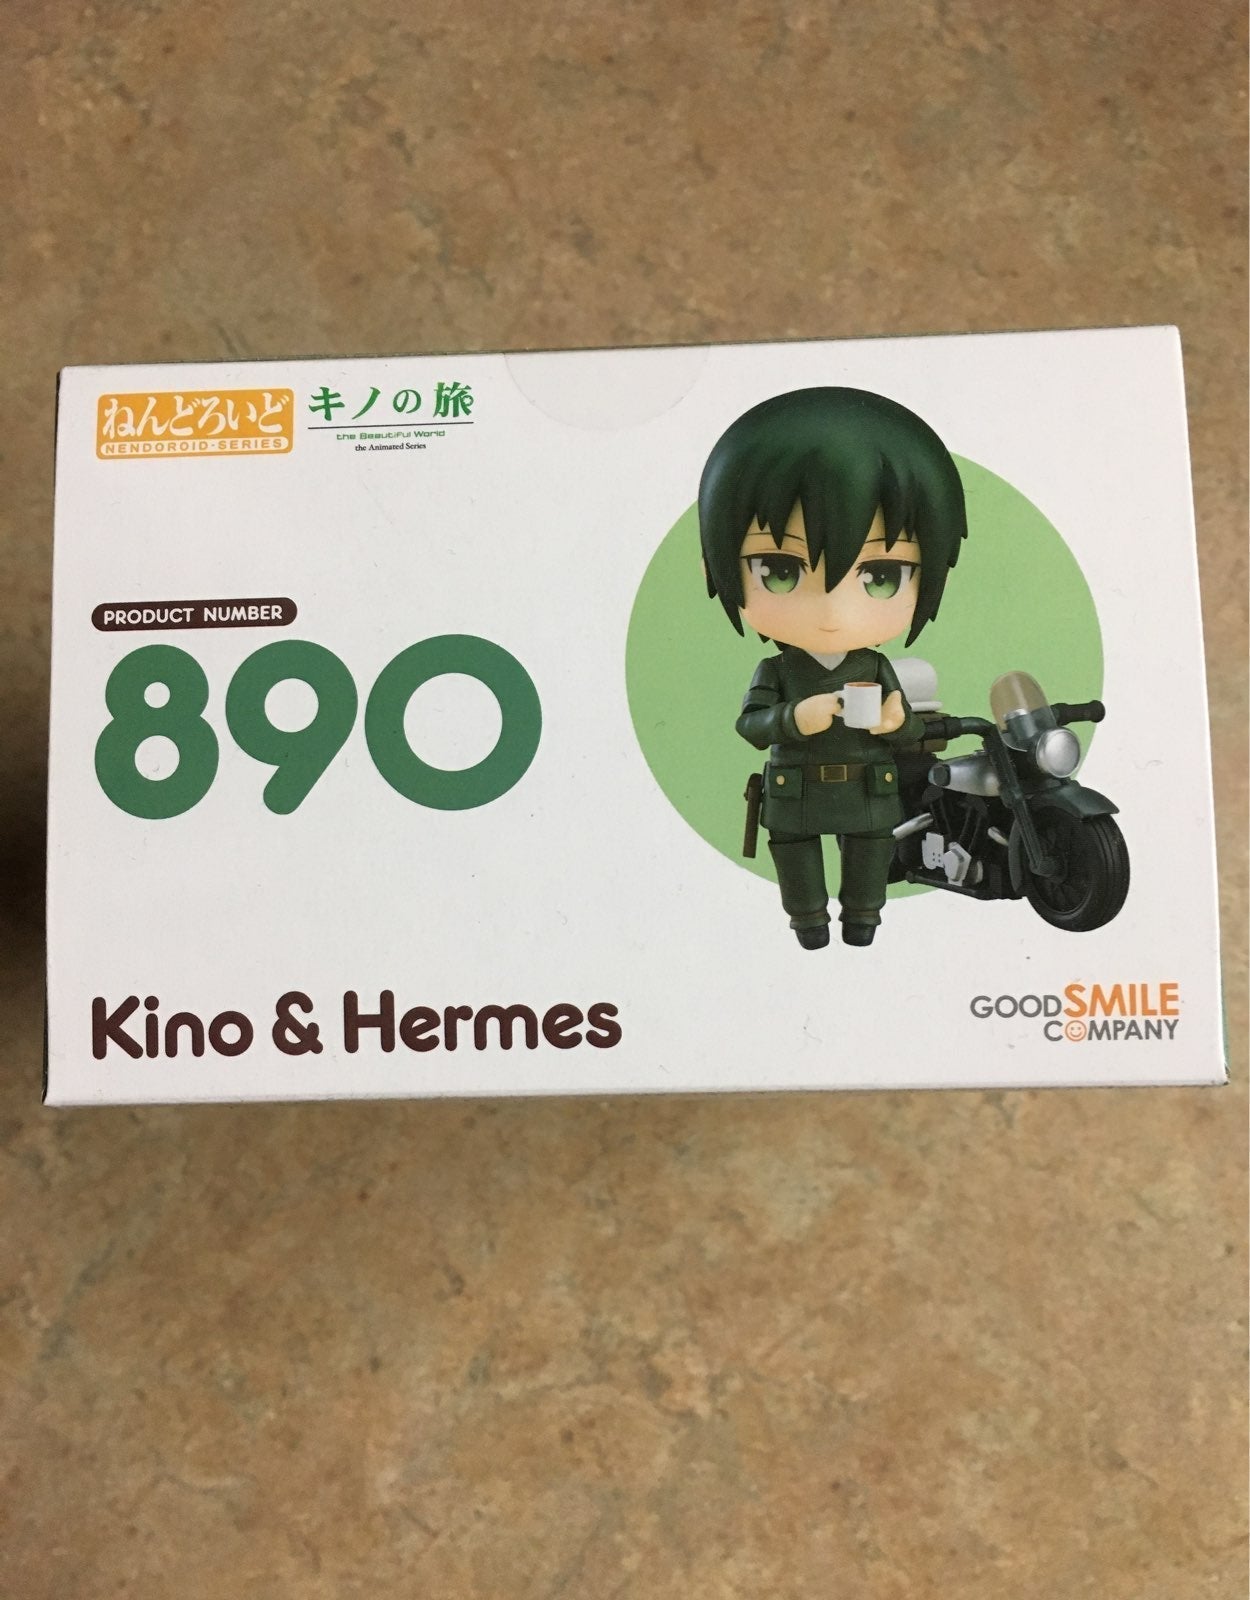 ねんどろいど
NENDOROID·SERIES
キノの旅
the Beautiful World
the Animated Series
PRODUCT NUMBER
890
Kino & Hermes
GOOD SMILE
COMPANY